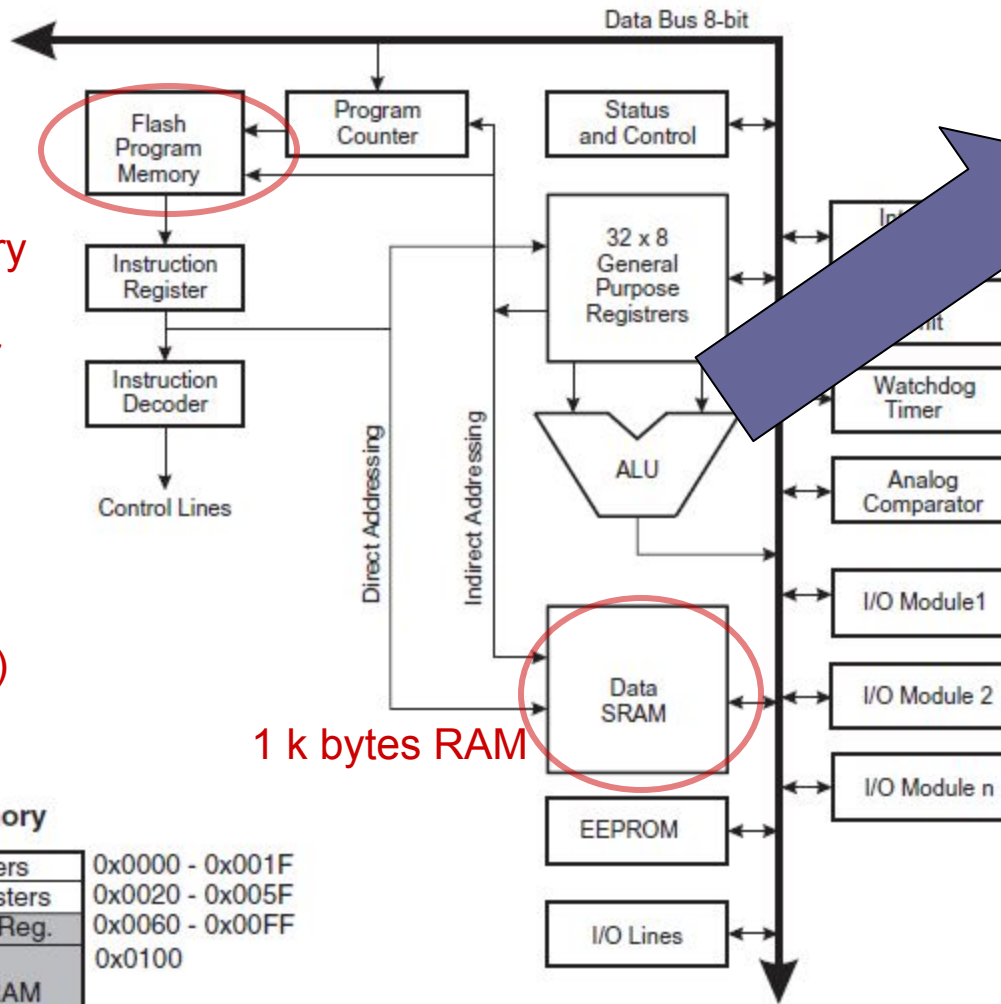 Data Bus 8-bit
Flash
Program
Memory
Program
Counter
Status
and Control
32 x 8
General
Purpose
Registrers
Instruction
Register
Instruction
Decoder
Control Lines
Direct Addressing
Indirect Addressing
ALU
Watchdog
Timer
Analog
Comparator
I/O Module1
Data
SRAM
I/O Module 2
1 k bytes RAM
I/O Module n
EEPROM
I/O Lines
0x0000 - 0x001F
0x0020 - 0x005F
Reg.
0x0060 - 0x00FF
0x0100